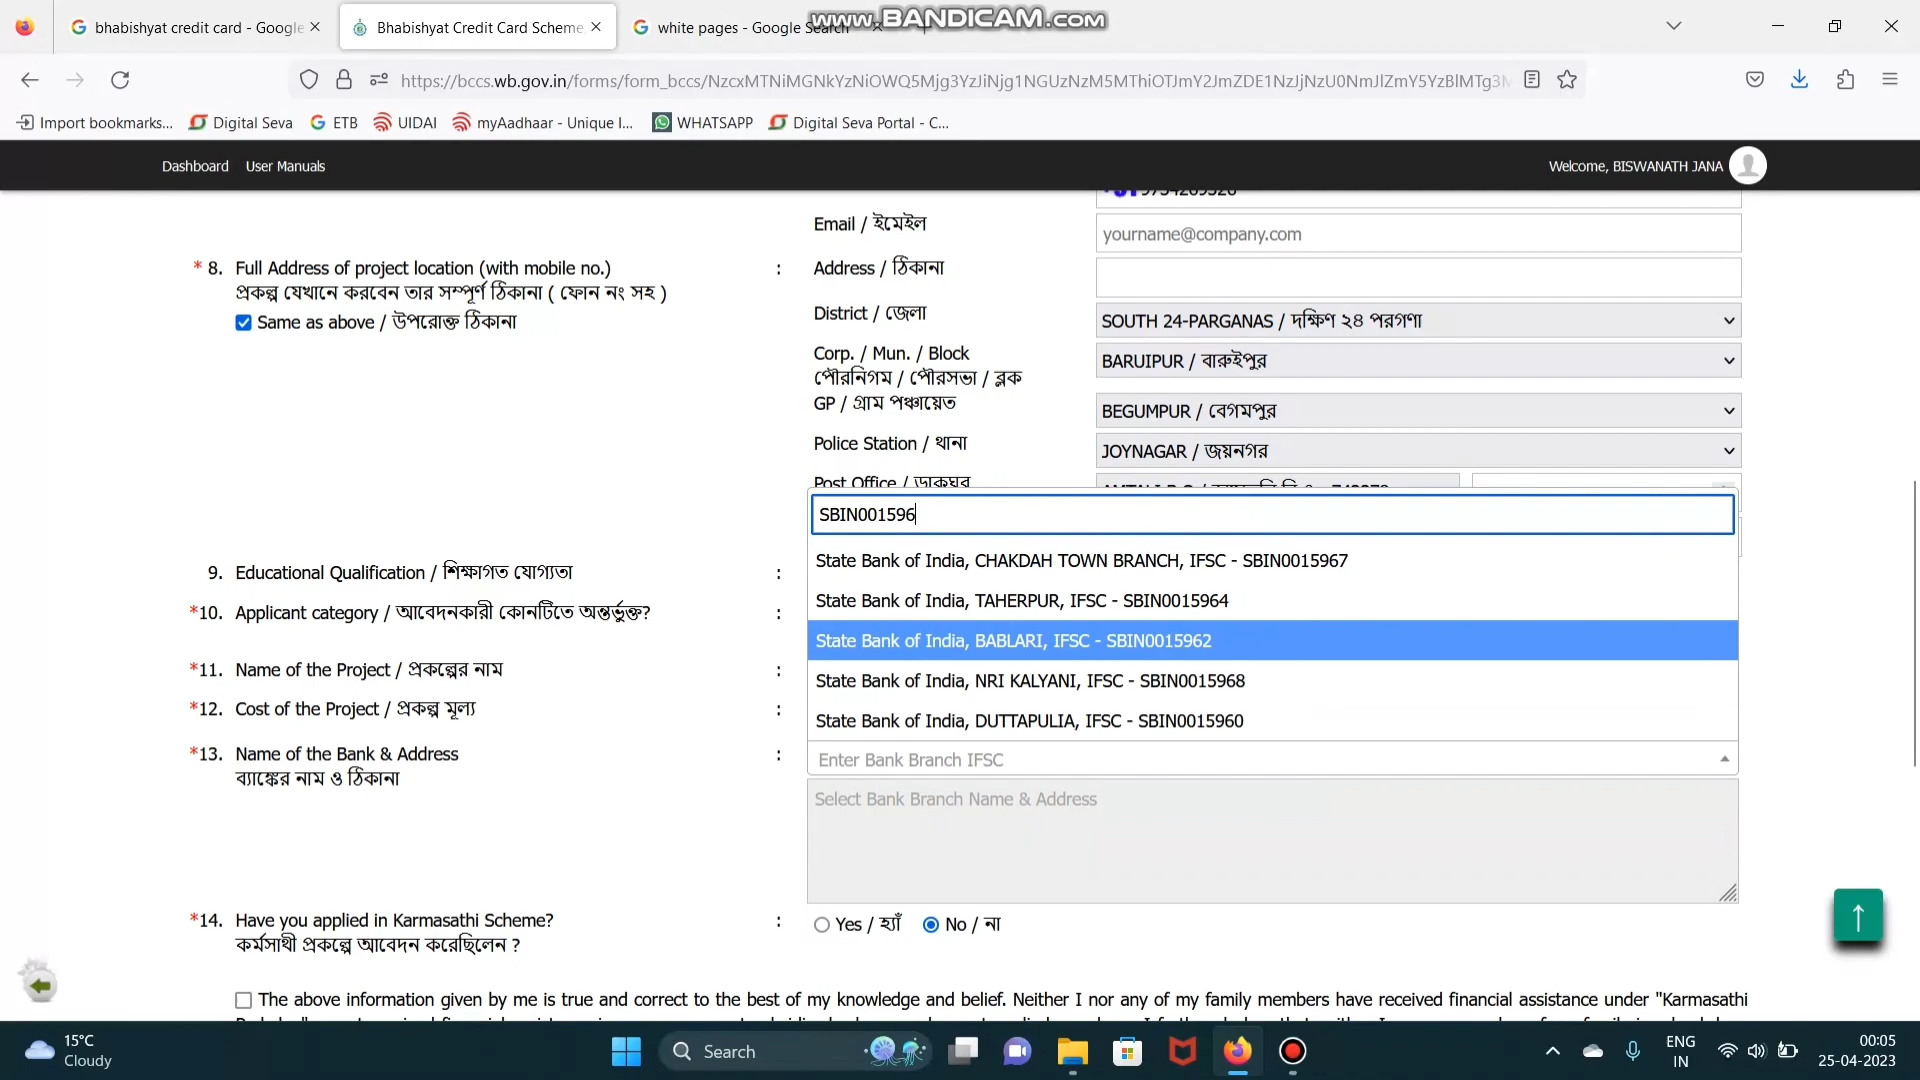 www.BANDICAM.com
bhabishyat credit card - Google
Bhabishyat Credit Card Scheme
white pages - Google Search
https://bccs.wb.gov.in/forms/form_bccs/
Import bookmarks...
Digital Seva
ETB
UIDAI
myAadhaar - Unique I...
WHATSAPP
Digital Seva Portal - C...
Dashboard
User Manuals
Welcome, BISWANATH JANA
Email / ইমেইল
yourname@company.com
* 8. Full Address of project location (with mobile no.) : Address / ঠিকানা
প্রকল্প যেখানে করবেন তার সম্পূর্ণ ঠিকানা ( ফোন নং সহ )
Same as above / উপরোক্ত ঠিকানা
District / জেলা
SOUTH 24-PARGANAS / দক্ষিণ ২৪ পরগণা
Corp. / Mun. / Block
পৌরনিগম / পৌরসভা / ব্লক
BARUIPUR / বারুইপুর
GP / গ্রাম পঞ্চায়েত
BEGUMPUR / বেগমপুর
Police Station / থানা
JOYNAGAR / জয়নগর
Post Office / ডাকঘর
SBIN001596
State Bank of India, CHAKDAH TOWN BRANCH, IFSC - SBIN0015967
State Bank of India, TAHERPUR, IFSC - SBIN0015964
State Bank of India, BABLARI, IFSC - SBIN0015962
State Bank of India, NRI KALYANI, IFSC - SBIN0015968
State Bank of India, DUTTAPULIA, IFSC - SBIN0015960
9. Educational Qualification / শিক্ষাগত যোগ্যতা :
*10. Applicant category / আবেদনকারী কোনটিতে অন্তর্ভুক্ত? :
*11. Name of the Project / প্রকল্পের নাম :
*12. Cost of the Project / প্রকল্প মূল্য :
*13. Name of the Bank & Address :
ব্যাঙ্কের নাম ও ঠিকানা
Enter Bank Branch IFSC
Select Bank Branch Name & Address
*14. Have you applied in Karmasathi Scheme? : Yes / হ্যাঁ No / না
কর্মসাথী প্রকল্পে আবেদন করেছিলেন ?
The above information given by me is true and correct to the best of my knowledge and belief. Neither I nor any of my family members have received financial assistance under "Karmasathi
15°C
Cloudy
Search
ENG
IN
00:05
25-04-2023